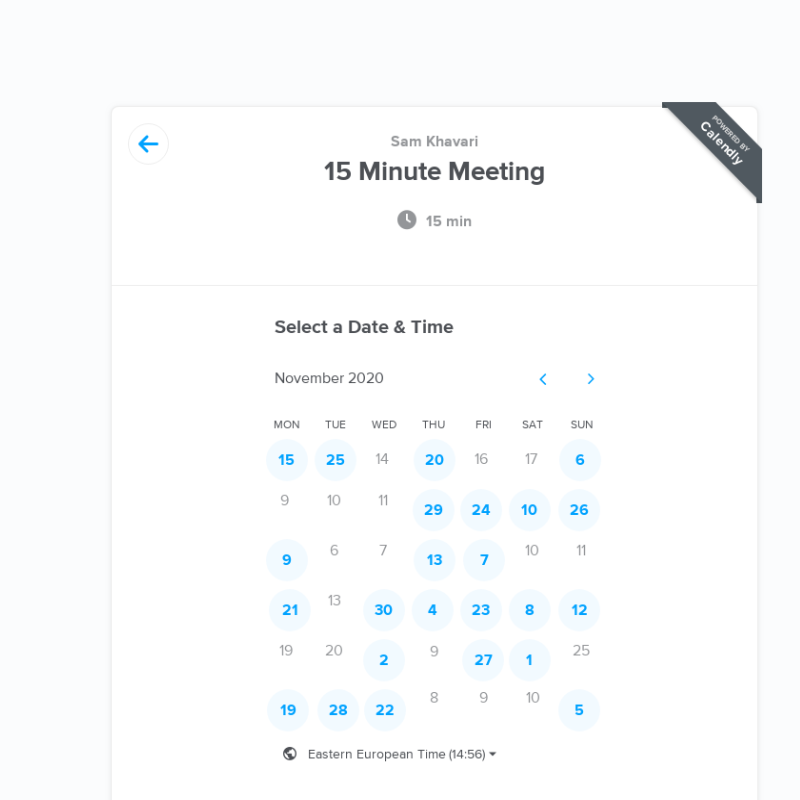 POWERED BY
Calendly
Sam Khavari
15 Minute Meeting
15 min
Select a Date & Time
November 2020
MON TUE WED THU FRI SAT SUN
15 25 14 20 16 17 6
9 10 11 29 24 10 26
9 6 7 13 7 10 11
21 13 30 4 23 8 12
19 20 2 9 27 1 25
19 28 22 8 9 10 5
Eastern European Time (14:56)